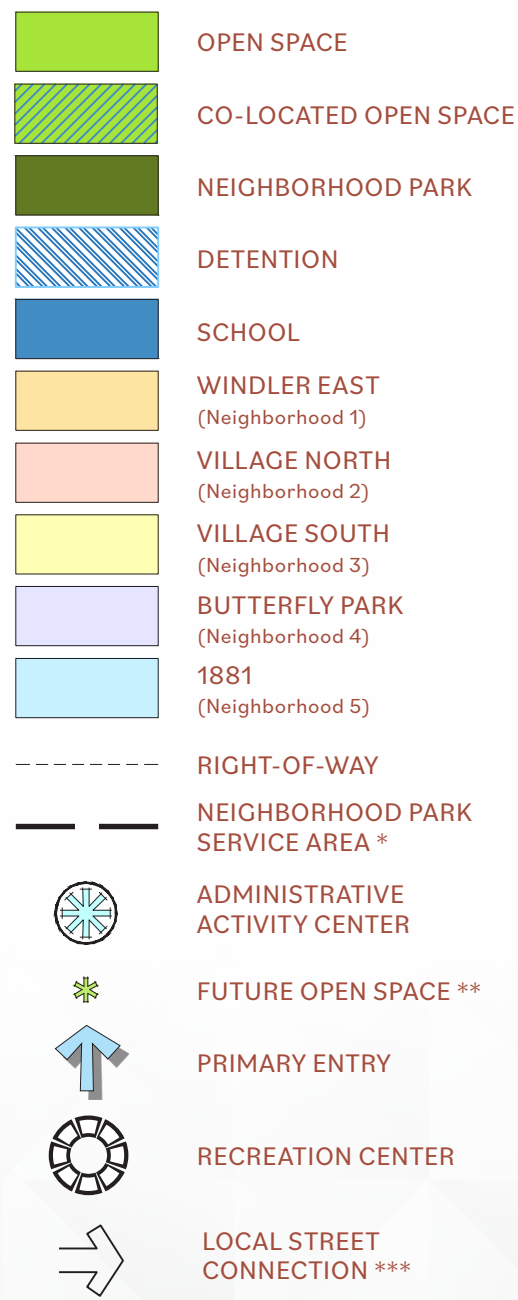 OPEN SPACE
CO-LOCATED OPEN SPACE
NEIGHBORHOOD PARK
DETENTION
SCHOOL
WINDLER EAST
(Neighborhood 1)
VILLAGE NORTH
(Neighborhood 2)
VILLAGE SOUTH
(Neighborhood 3)
BUTTERFLY PARK
(Neighborhood 4)
1881
(Neighborhood 5)
RIGHT-OF-WAY
NEIGHBORHOOD PARK
SERVICE AREA *
ADMINISTRATIVE
ACTIVITY CENTER
FUTURE OPEN SPACE **
PRIMARY ENTRY
RECREATION CENTER
LOCAL STREET
CONNECTION ***